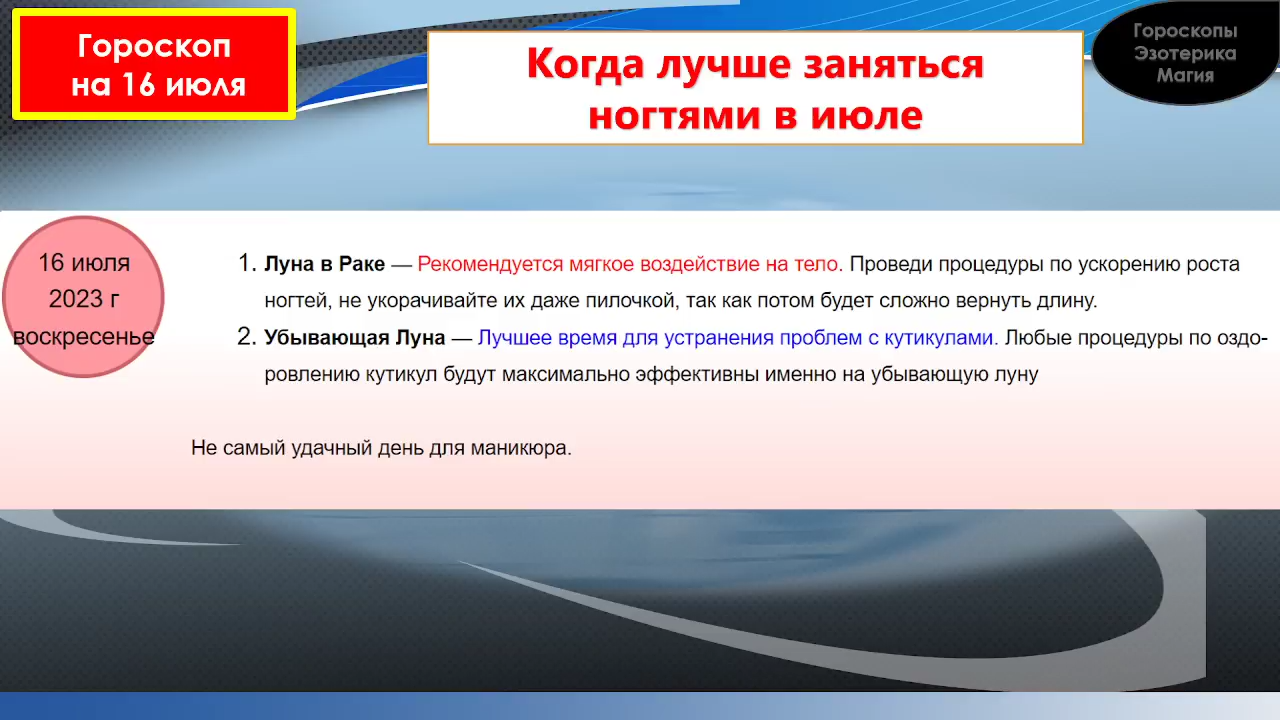 Гороскоп
на 16 июля
Когда лучше заняться
ногтями в июле
Гороскопы
Эзотерика
Магия
16 июля
2023 г
воскресенье
1. Луна в Раке — Рекомендуется мягкое воздействие на тело. Проведи процедуры по ускорению роста
ногтей, не укорачивайте их даже пилочкой, так как потом будет сложно вернуть длину.
2. Убывающая Луна — Лучшее время для устранения проблем с кутикулами. Любые процедуры по оздо-
ровлению кутикул будут максимально эффективны именно на убывающую луну
Не самый удачный день для маникюра.